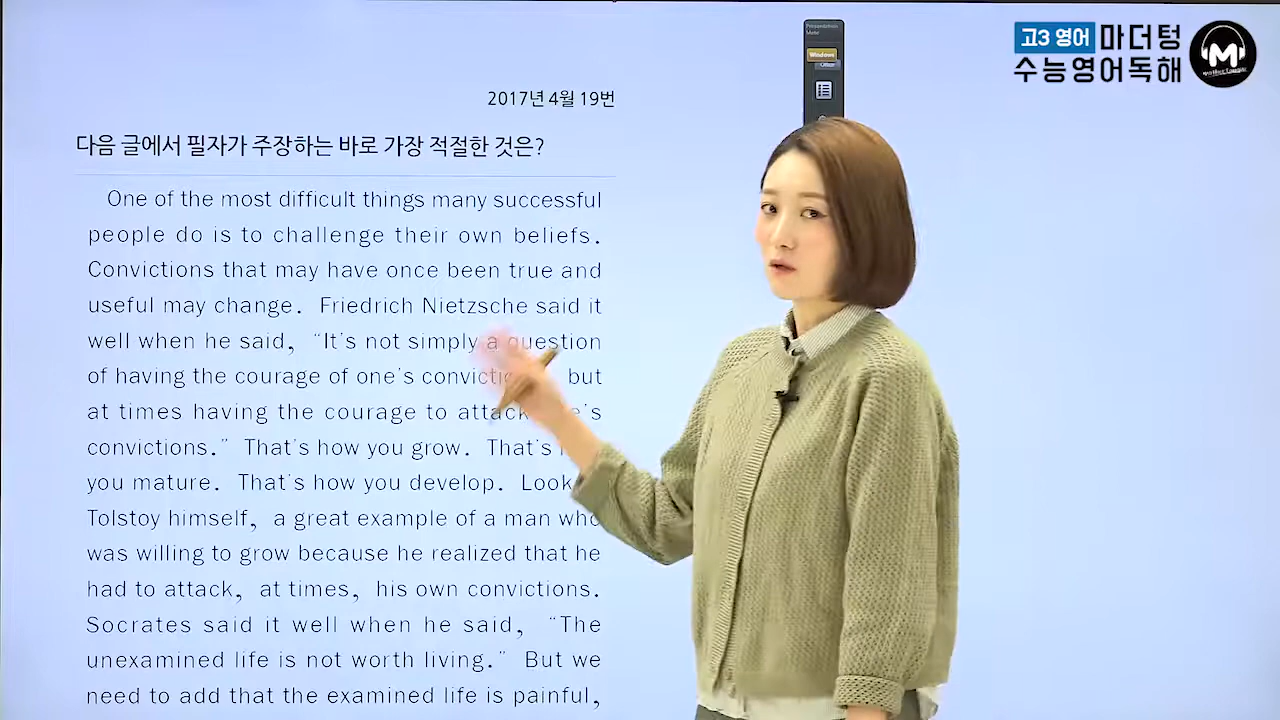 Presentation
Mote
Windows
Other
고3 영어 마더텅
수능영어독해
M
2017년 4월 19번
다음 글에서 필자가 주장하는 바로 가장 적절한 것은?
One of the most difficult things many successful
people do is to challenge their own beliefs.
Convictions that may have once been true and
useful may change. Friedrich Nietzsche said it
well when he said, “It's not simply a question
of having the courage of one's but
at times having the courage to
convictions.” That's how you grow. That's
you mature. That's how you develop. Look
Tolstoy himself, a great example of a man who
was willing to grow because he realized that he
had to attack, at times, his own convictions.
Socrates said it well when he said, “The
unexamined life is not worth living.” But we
need to add that the examined life is painful,